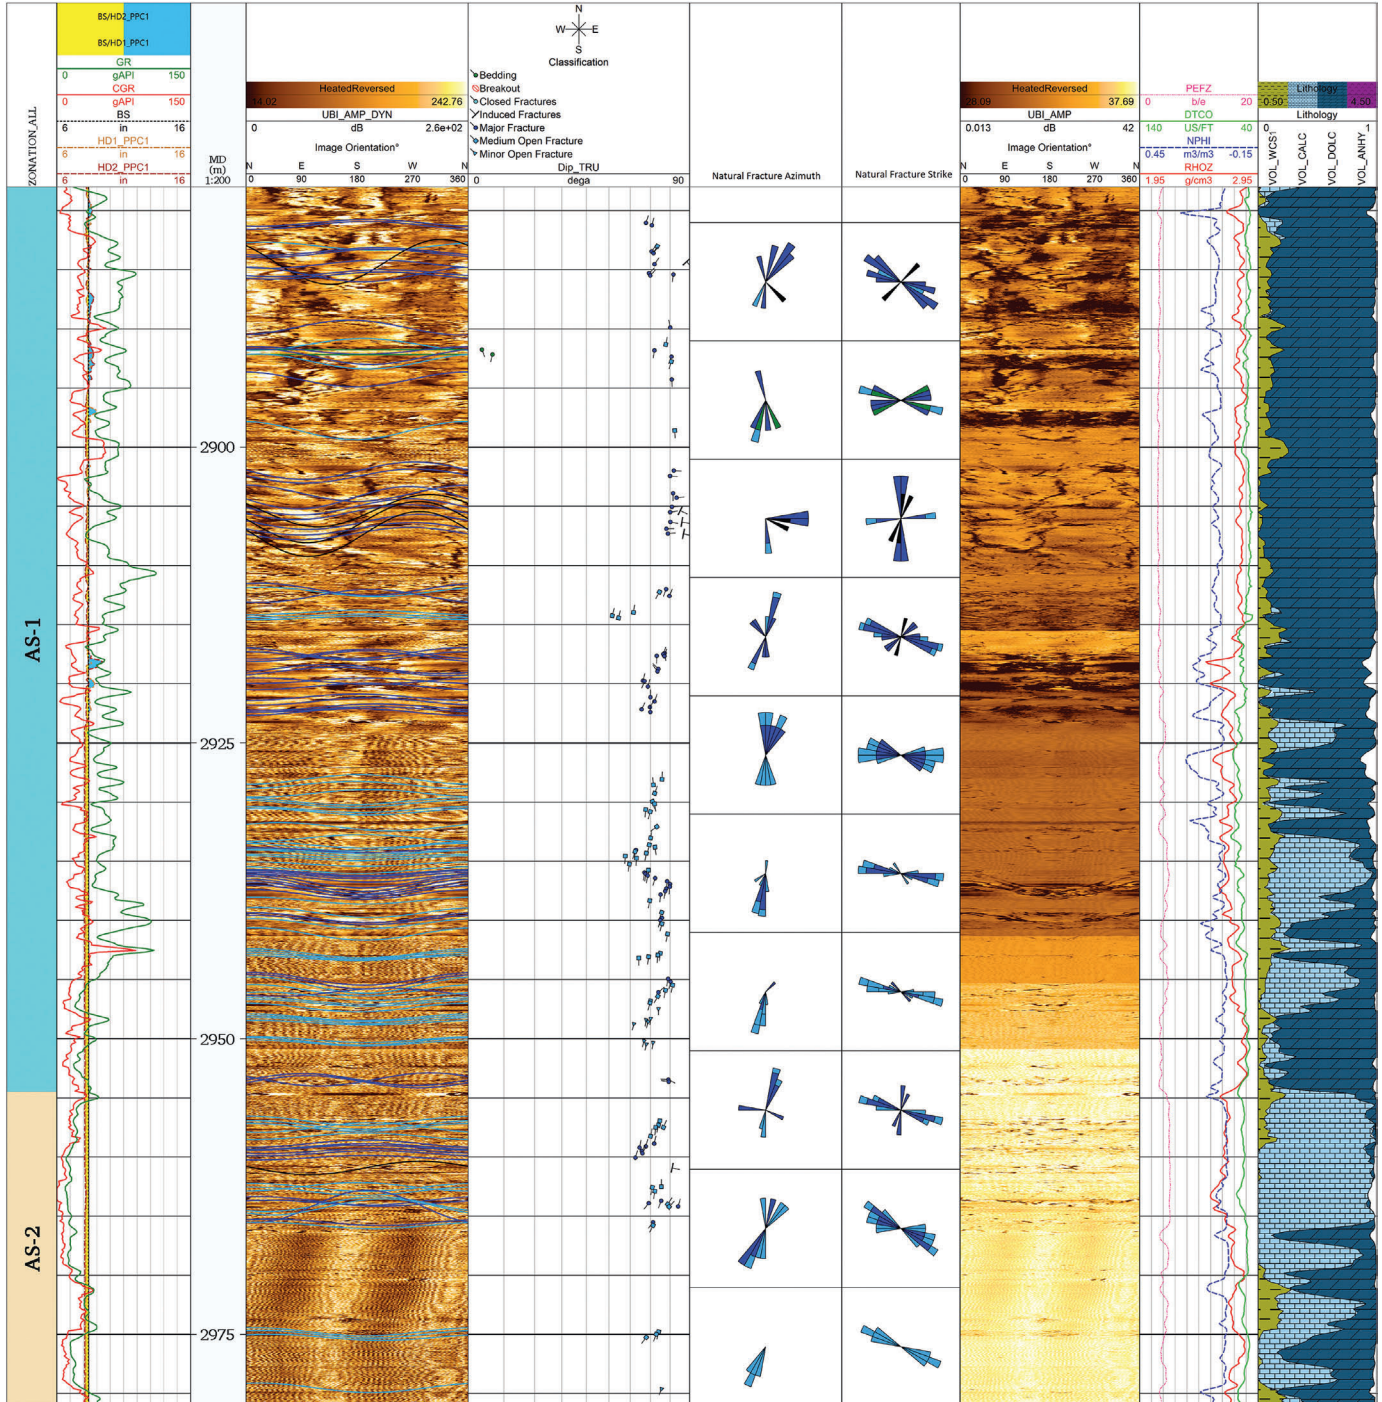 ZONATION_ALL
BS/HD2_PPC1
BS/HD1_PPC1
GR
0 gAPI 150
CGR
0 gAPI 150
BS
6 in 16
HD1_PPC1
6 in 16
HD2_PPC1
6 in 16
MD
(m)
1:200
HeatedReversed
14.02 242.76
UBI_AMP_DYN
0 dB 2.6e+02
Image Orientation°
N E S W N
0 90 180 270 360
N
W E
S
Classification
Bedding
Breakout
Closed Fractures
Induced Fractures
Major Fracture
Medium Open Fracture
Minor Open Fracture
Dip_TRU
0 dega 90
Natural Fracture Azimuth
Natural Fracture Strike
HeatedReversed
28.09 37.69
UBI_AMP
0.013 dB 42
Image Orientation°
N E S W N
0 90 180 270 360
PEFZ
0 b/e 20
DTCO
140 US/FT 40
NPHI
0.45 m3/m3 -0.15
RHOZ
1.95 g/cm3 2.95
Lithology
-0.50 4.50
Lithology
0 1
VOL_WCS1
VOL_CALC
VOL_DOLC
VOL_ANHY
AS-1
AS-2
2900
2925
2950
2975